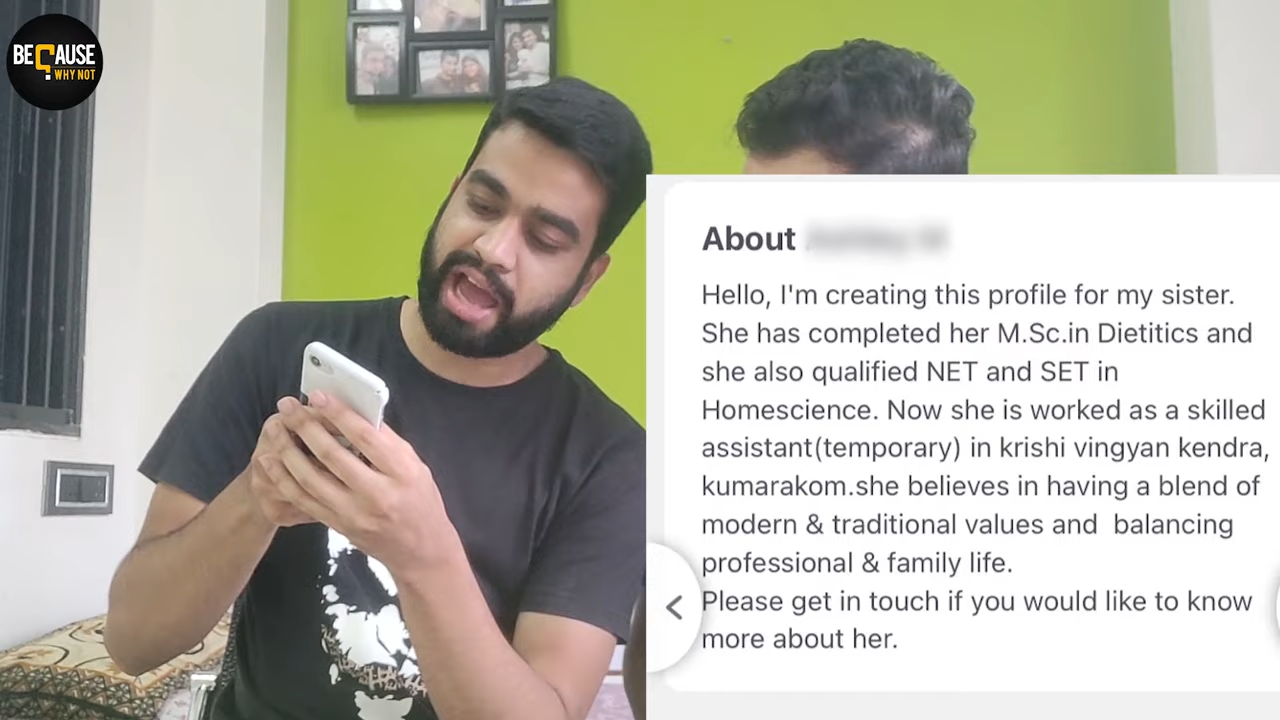 BECAUSE
WHY NOT
About
Hello, I'm creating this profile for my sister.
She has completed her M.Sc.in Dietitics and
she also qualified NET and SET in
Homescience. Now she is worked as a skilled
assistant(temporary) in krishi vingyan kendra,
kumarakom.she believes in having a blend of
modern & traditional values and  balancing
professional & family life.
Please get in touch if you would like to know
more about her.